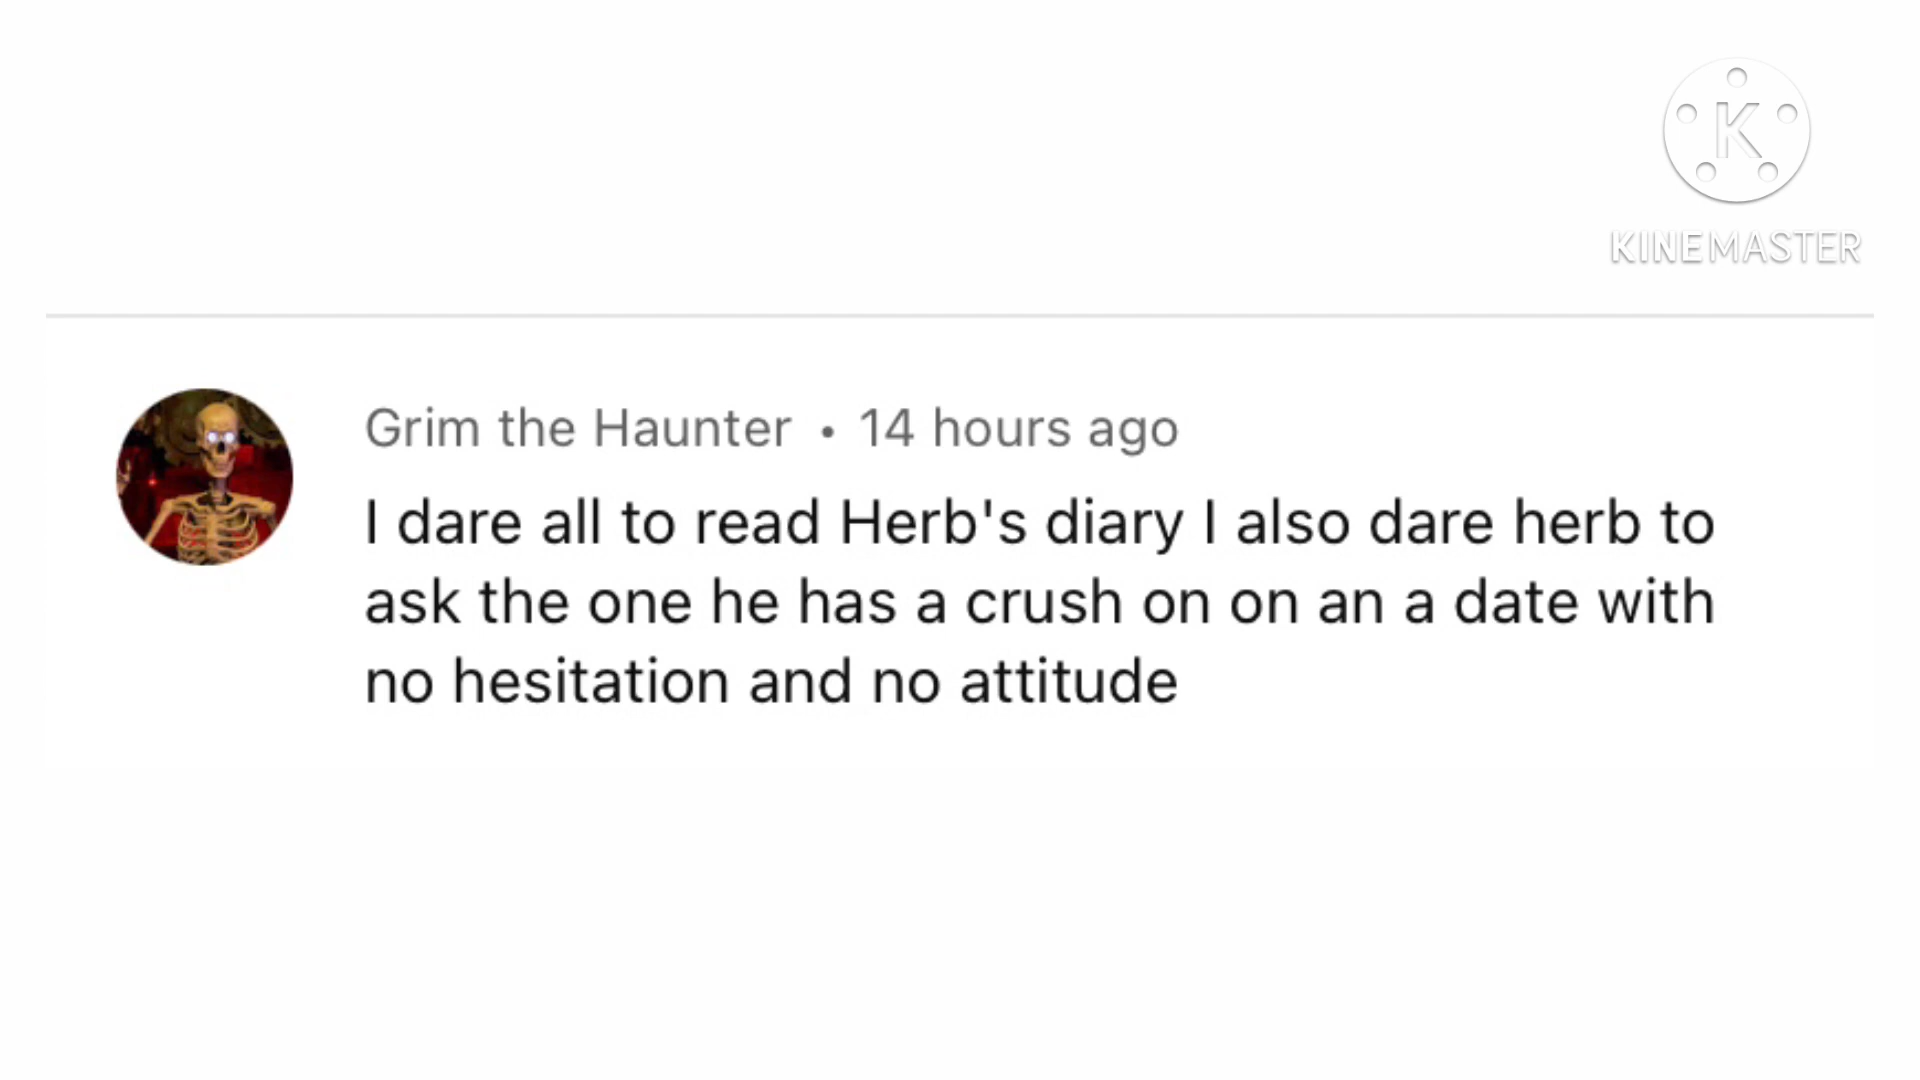 K
KINEMASTER
Grim the Haunter • 14 hours ago
I dare all to read Herb's diary I also dare herb to
ask the one he has a crush on on an a date with
no hesitation and no attitude